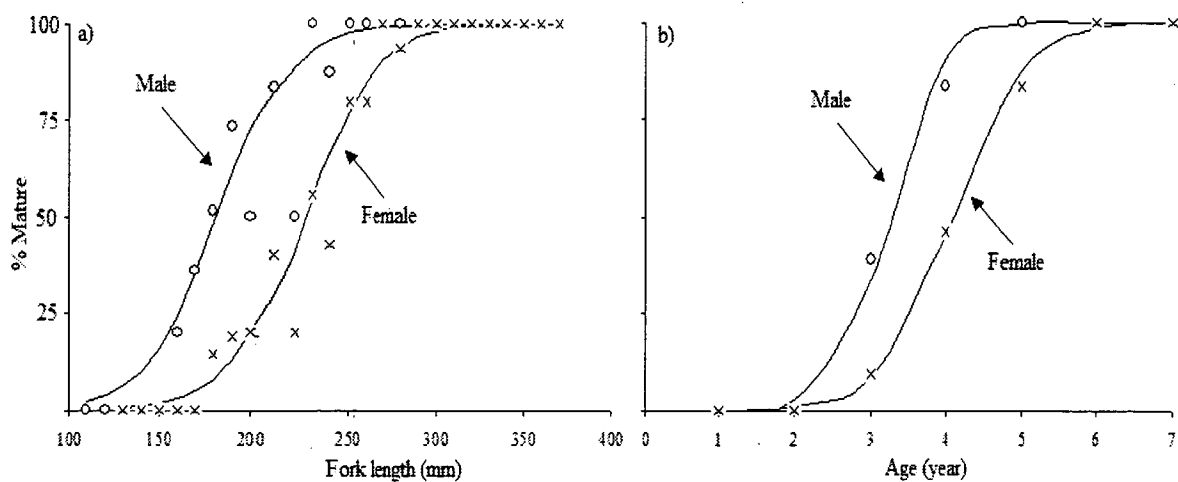 a)
Male
Female
% Mature
100
75
50
25
100 150 200 250 300 350 400
Fork length (mm)
b)
Male
Female
0 1 2 3 4 5 6 7
Age (year)